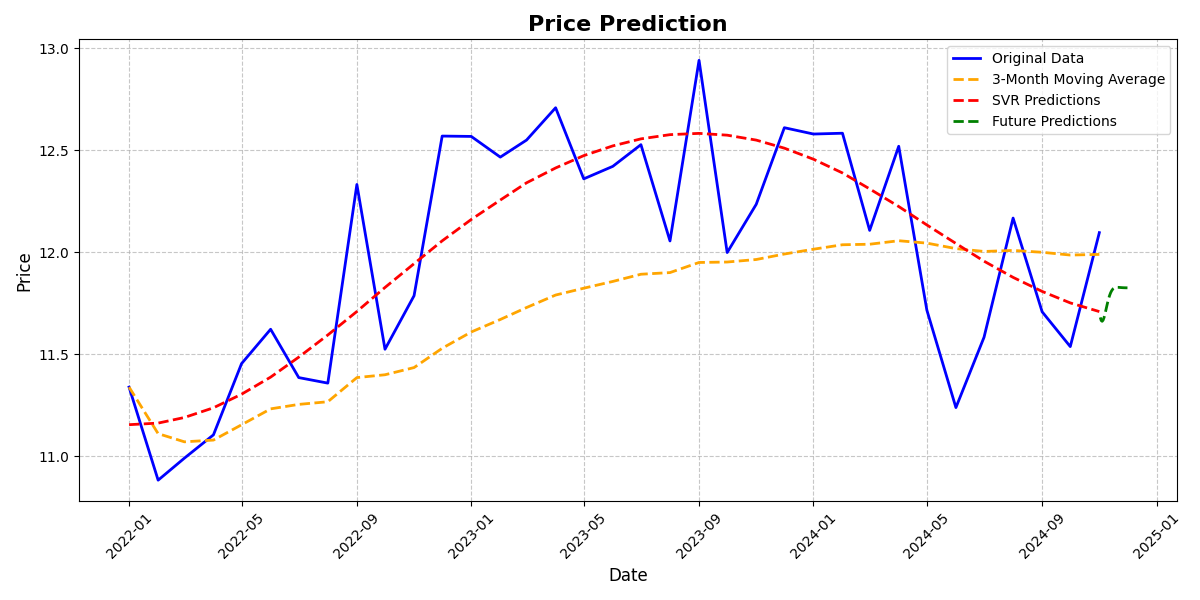 Price Prediction
Original Data
3-Month Moving Average
SVR Predictions
Future Predictions
Price
13.0
12.5
12.0
11.5
11.0
2022-01
2022-05
2022-09
2023-01
2023-05
2023-09
2024-01
2024-05
2024-09
2025-01
Date